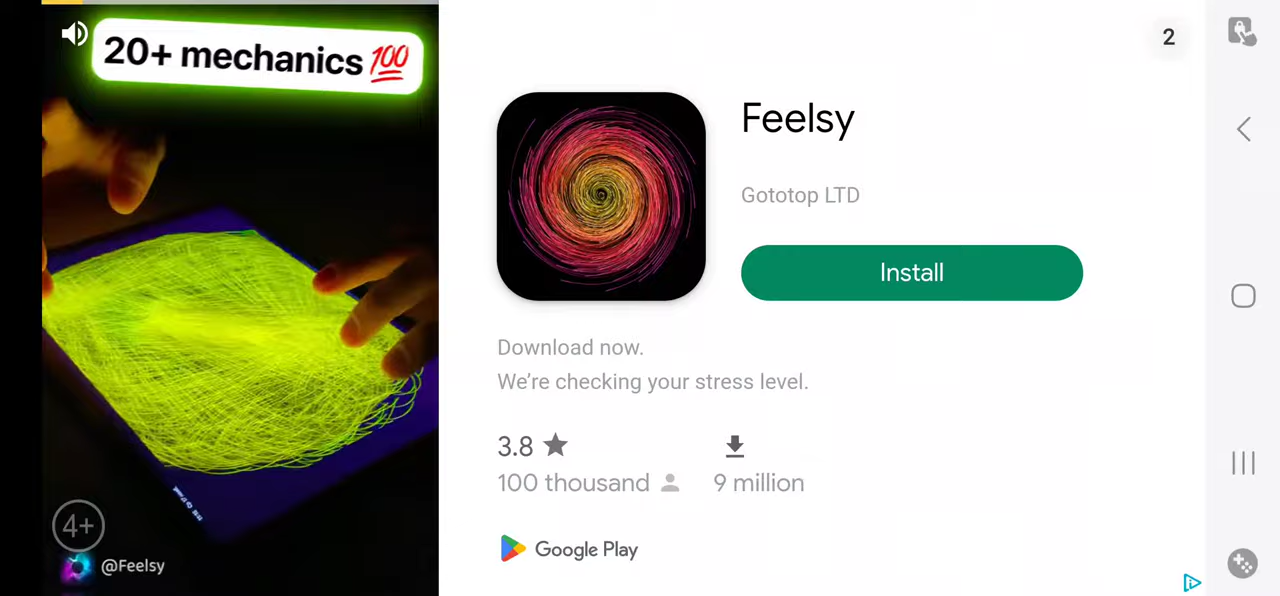 20+ mechanics 💯
4+
@Feelsy
2
Feelsy
Gototop LTD
Install
Download now.
We're checking your stress level.
3.8 ★
100 thousand
9 million
Google Play